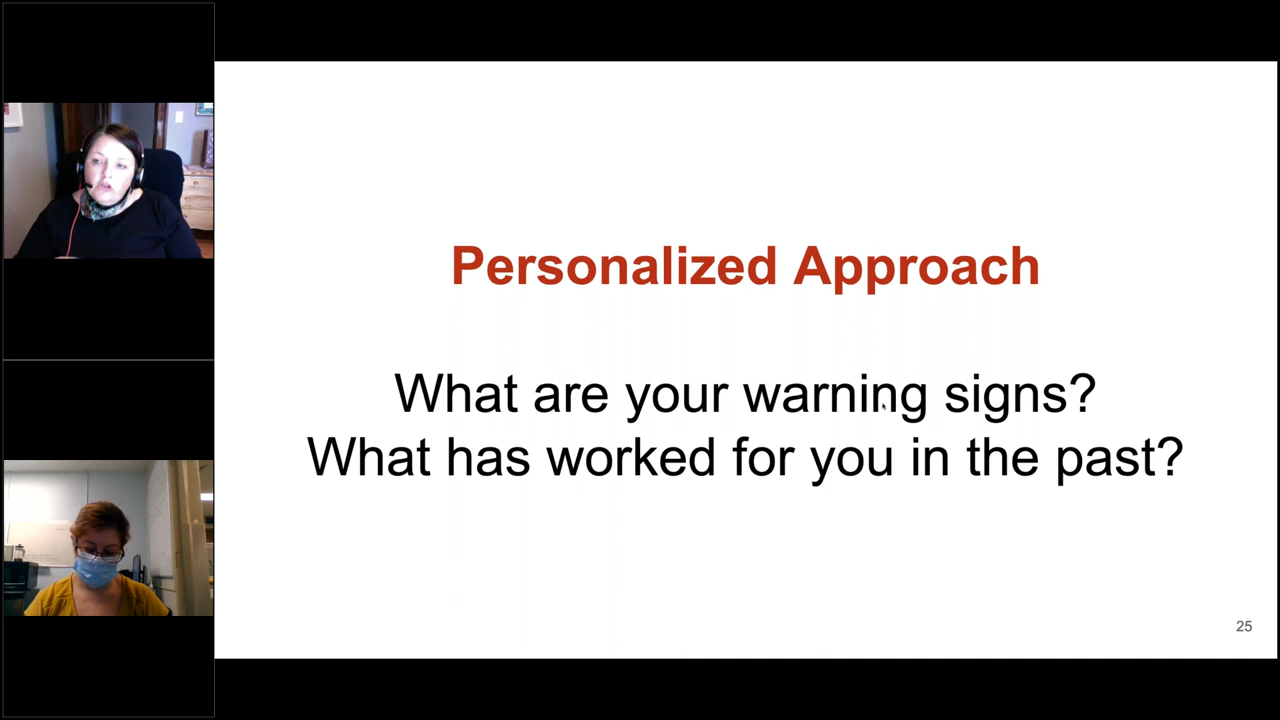 Personalized Approach
What are your warning signs?
What has worked for you in the past?
25